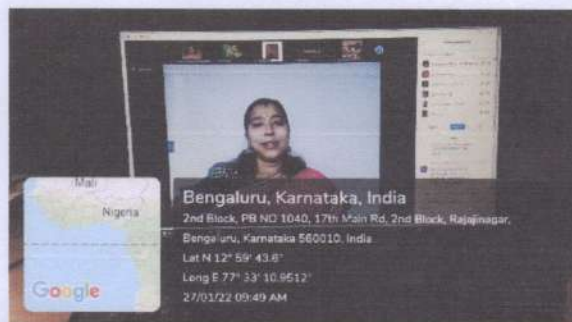 Mali
Nigeria
Google
Bengaluru, Karnataka, India
2nd Block, PB NO 1040, 17th Main Rd, 2nd Block, Rajajinagar,
Bengaluru, Karnataka 560010, India
Lat N 12° 59' 43.6"
Long E 77° 33' 10.9512"
27/01/22 09:49 AM